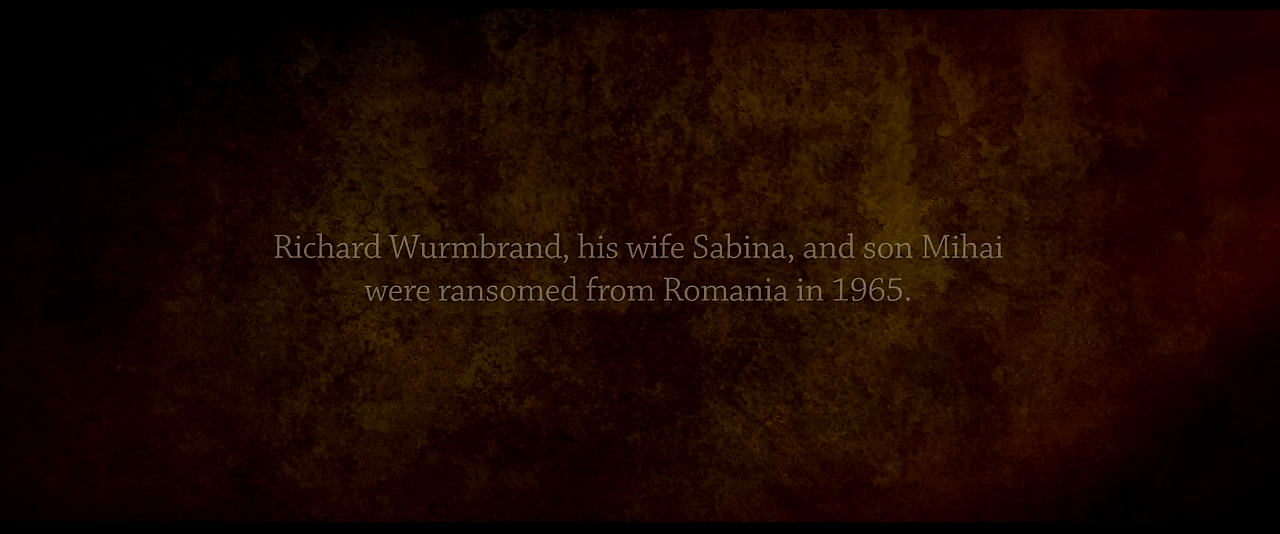 Richard Wurmbrand, his wife Sabina, and son Mihai
were ransomed from Romania in 1965.